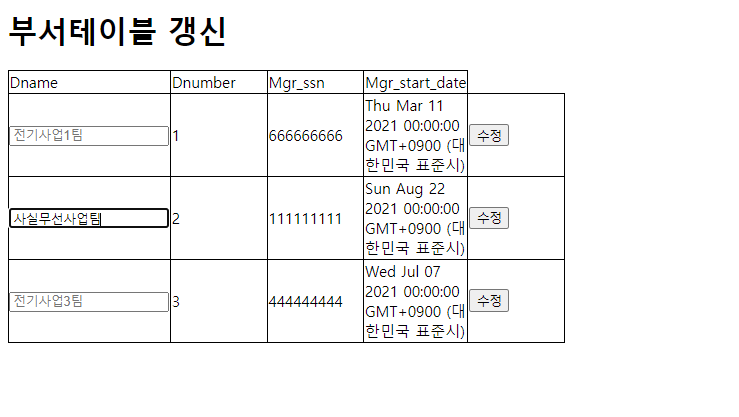 부서테이블 갱신
Dname Dnumber Mgr_ssn Mgr_start_date
전기사업1팀 1 666666666 Thu Mar 11
2021 00:00:00
GMT+0900 (대
한민국 표준시) 수정
사실무선사업팀 2 111111111 Sun Aug 22
2021 00:00:00
GMT+0900 (대
한민국 표준시) 수정
전기사업3팀 3 444444444 Wed Jul 07
2021 00:00:00
GMT+0900 (대
한민국 표준시) 수정